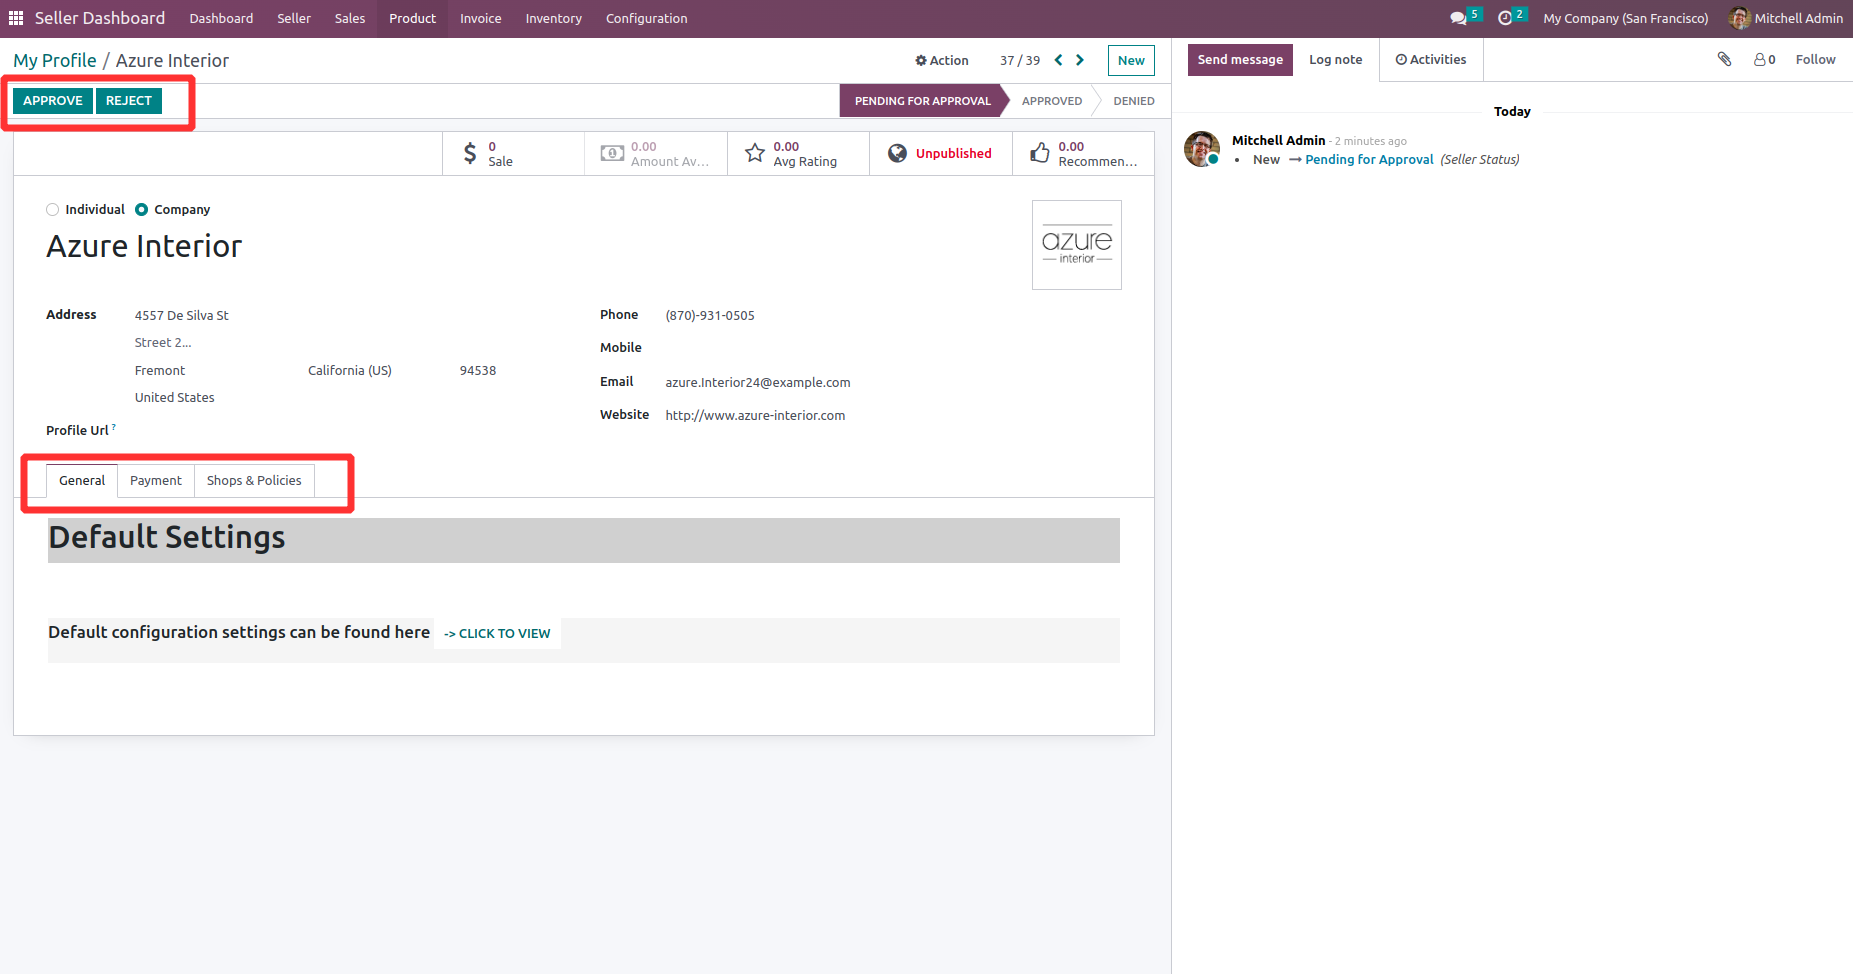 Seller Dashboard Dashboard Seller Sales Product Invoice Inventory Configuration 5 2 My Company (San Francisco) Mitchell Admin
My Profile / Azure Interior Action 37 / 39 New
Send message Log note Activities 0 Follow
APPROVE REJECT PENDING FOR APPROVAL APPROVED DENIED
Today
0
Sale
0.00
Amount Av...
0.00
Avg Rating
Unpublished
0.00
Recommen...
Mitchell Admin - 2 minutes ago
• New → Pending for Approval (Seller Status)
Individual Company
Azure Interior
azure
interior
Address 4557 De Silva St
Street 2...
Fremont California (US) 94538
United States
Profile Url ?
Phone (870)-931-0505
Mobile
Email azure.Interior24@example.com
Website http://www.azure-interior.com
General Payment Shops & Policies
Default Settings
Default configuration settings can be found here -> CLICK TO VIEW